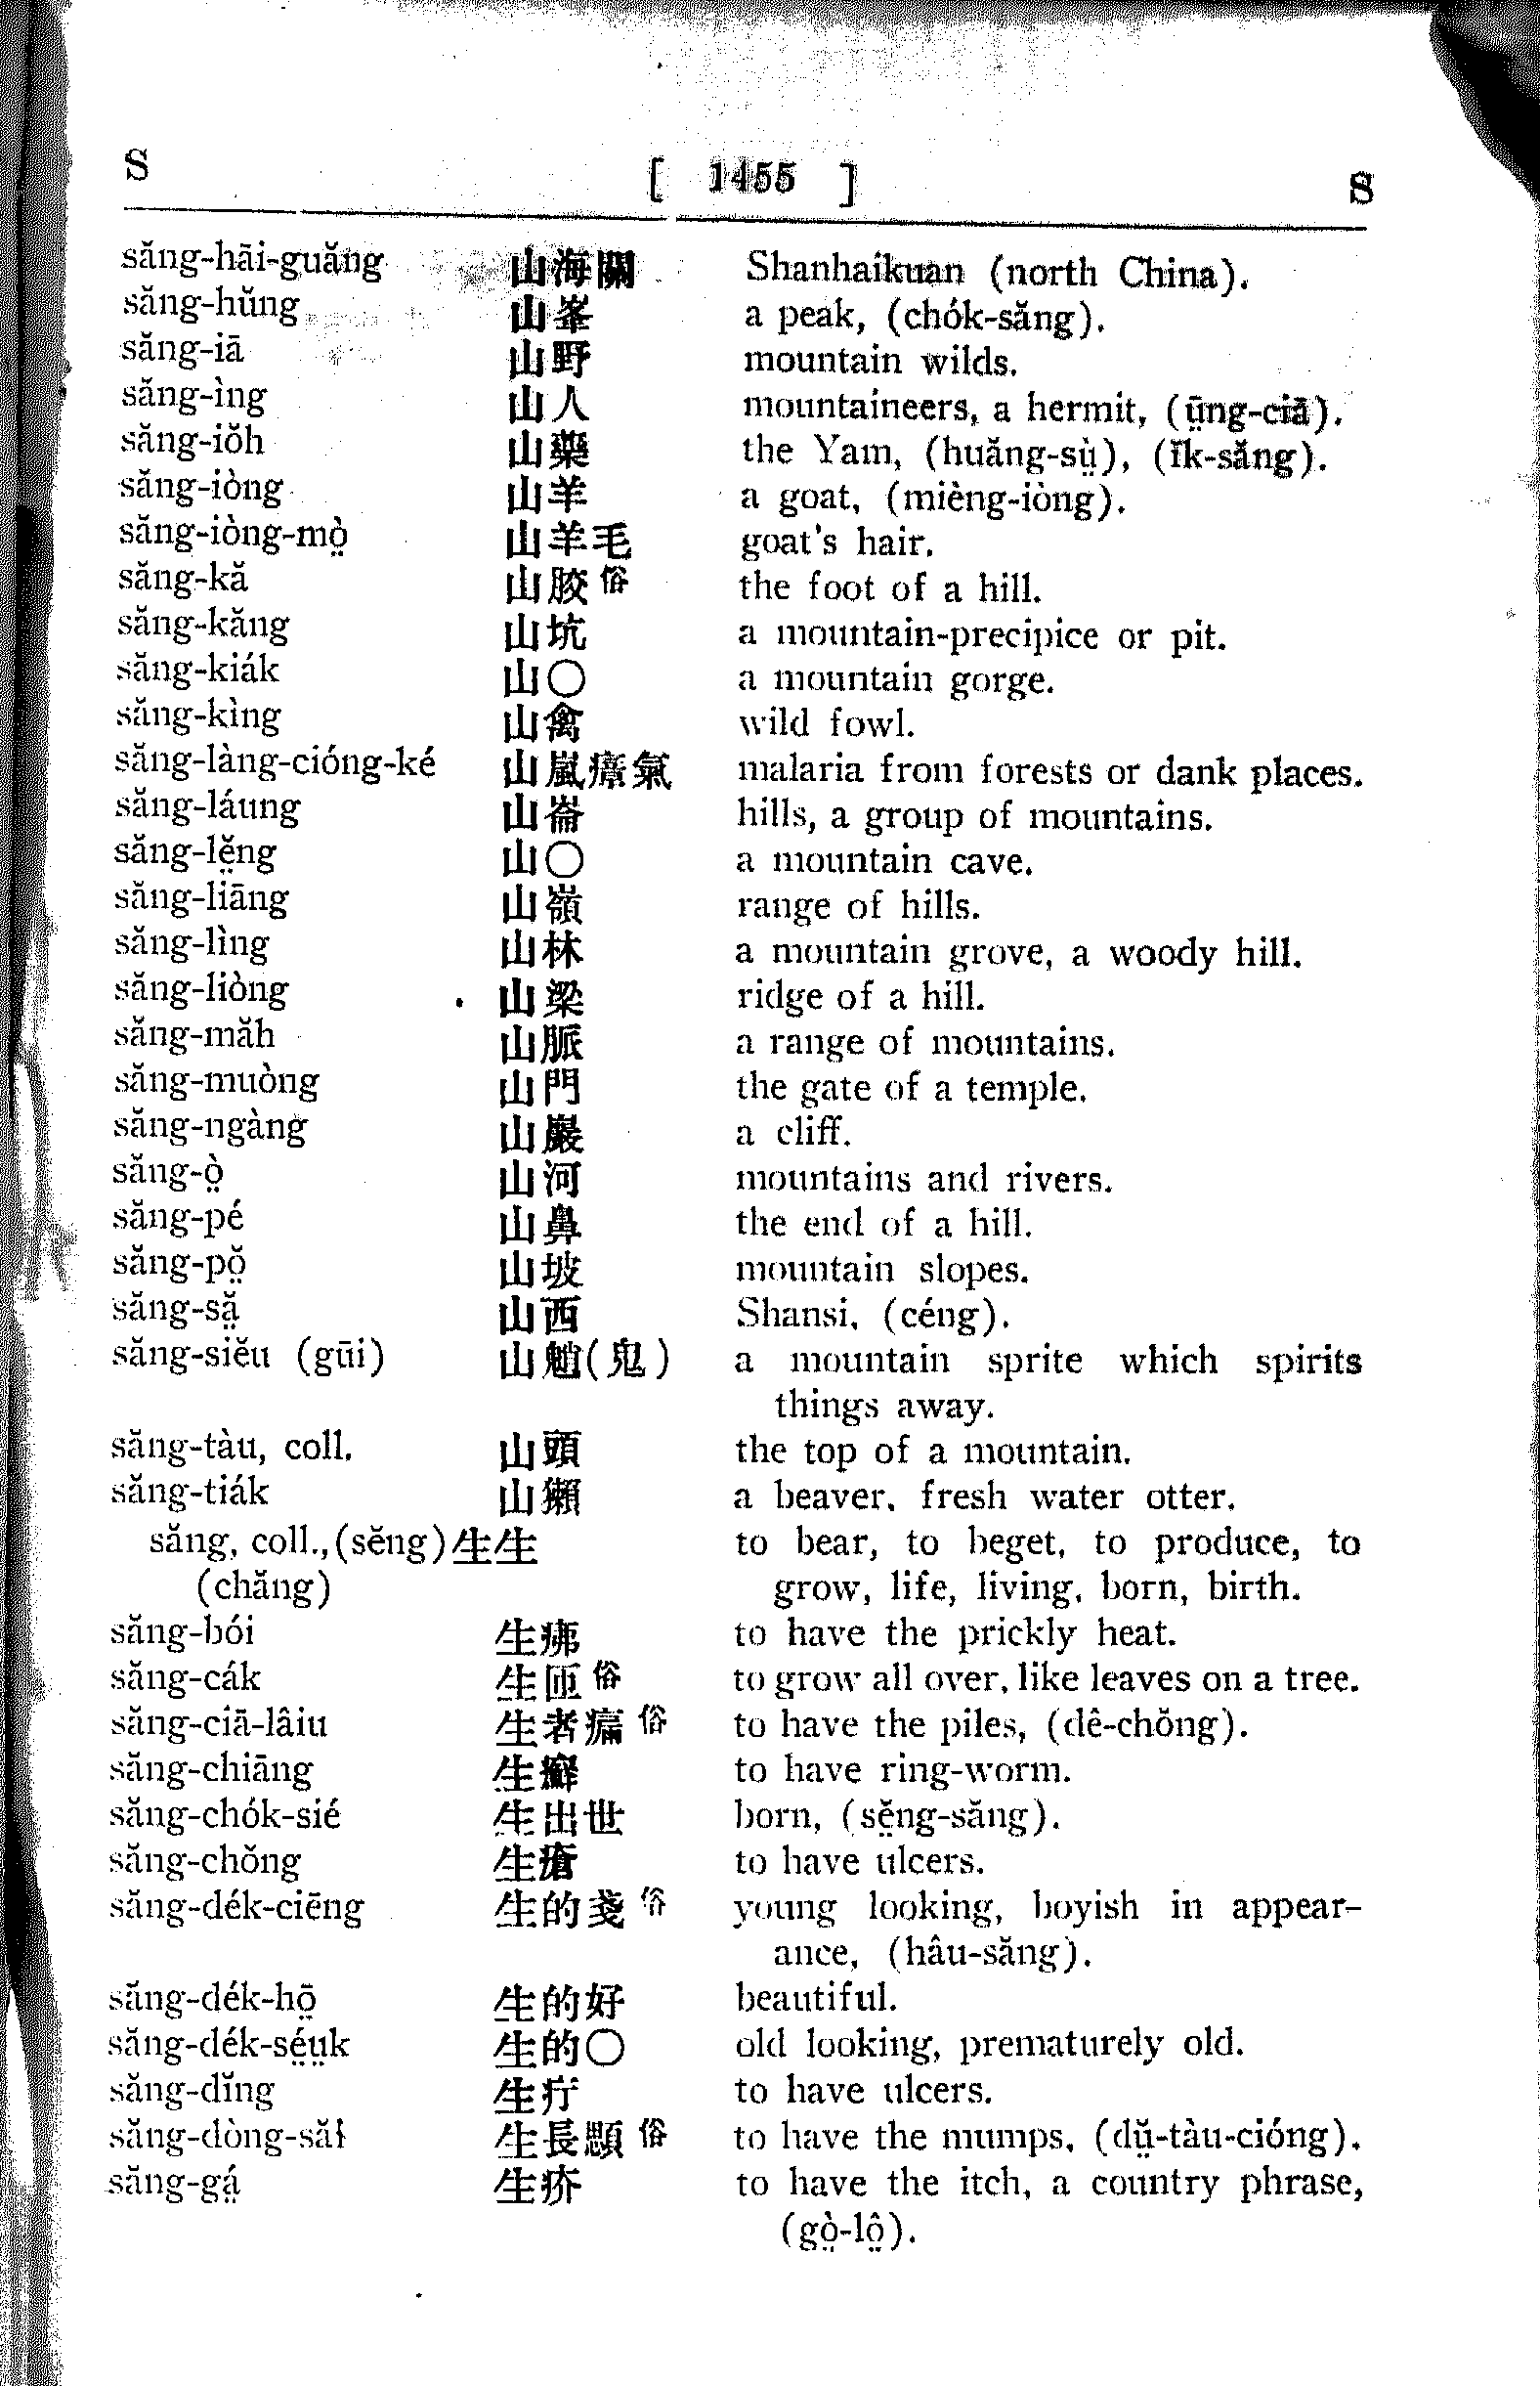 S [ 1455 ] S
săng-hāi-guăng 山海關 Shanhaikuan (north China).
săng-hŭng 山峯 a peak, (chók-săng).
săng-iā 山野 mountain wilds.
săng-ìng 山人 mountaineers, a hermit, (ṳ̄ng-ciā).
săng-iŏh 山藥 the Yam, (huăng-sṳ̀), (ĭk-săng).
săng-iòng 山羊 a goat, (mièng-iòng).
săng-iòng-mò̤ 山羊毛 goat's hair.
săng-kă 山骹俗 the foot of a hill.
săng-kăng 山坑 a mountain-precipice or pit.
săng-kiák 山〇 a mountain gorge.
săng-kìng 山禽 wild fowl.
săng-làng-cióng-ké 山嵐瘴氣 malaria from forests or dank places.
săng-láung 山崙 hills, a group of mountains.
săng-lĕ̤ng 山〇 a mountain cave.
săng-liāng 山嶺 range of hills.
săng-lìng 山林 a mountain grove, a woody hill.
săng-liòng 山梁 ridge of a hill.
săng-măh 山脈 a range of mountains.
săng-muòng 山門 the gate of a temple.
săng-ngàng 山巖 a cliff.
săng-ò̤ 山河 mountains and rivers.
săng-pé 山鼻 the end of a hill.
săng-pŏ̤ 山坡 mountain slopes.
săng-să̤ 山西 Shansi, (céng).
săng-siĕu (gūi) 山魈(鬼) a mountain sprite which spirits
things away.
săng-tàu, coll. 山頭 the top of a mountain.
săng-tiák 山獺 a beaver, fresh water otter.
săng, coll.,(sĕng)生生 to bear, to beget, to produce, to
(chăng) grow, life, living, born, birth.
săng-bói 生疿 to have the prickly heat.
săng-cák 生匝俗 to grow all over, like leaves on a tree.
săng-ciā-lâiu 生者瘺俗 to have the piles, (dê-chŏng).
săng-chiāng 生癬 to have ring-worm.
săng-chók-sié 生出世 born, (sĕ̤ng-săng).
săng-chŏng 生瘡 to have ulcers.
săng-dék-ciēng 生的戔俗 young looking, boyish in appear-
ance, (hâu-săng).
săng-dék-hō̤ 生的好 beautiful.
săng-dék-sé̤ṳk 生的〇 old looking, prematurely old.
săng-dĭng 生疔 to have ulcers.
săng-dòng-săi 生長顋俗 to have the mumps, (dṳ̆-tàu-cióng).
săng-gá̤ 生疥 to have the itch, a country phrase,
(gò̤-lô̤).